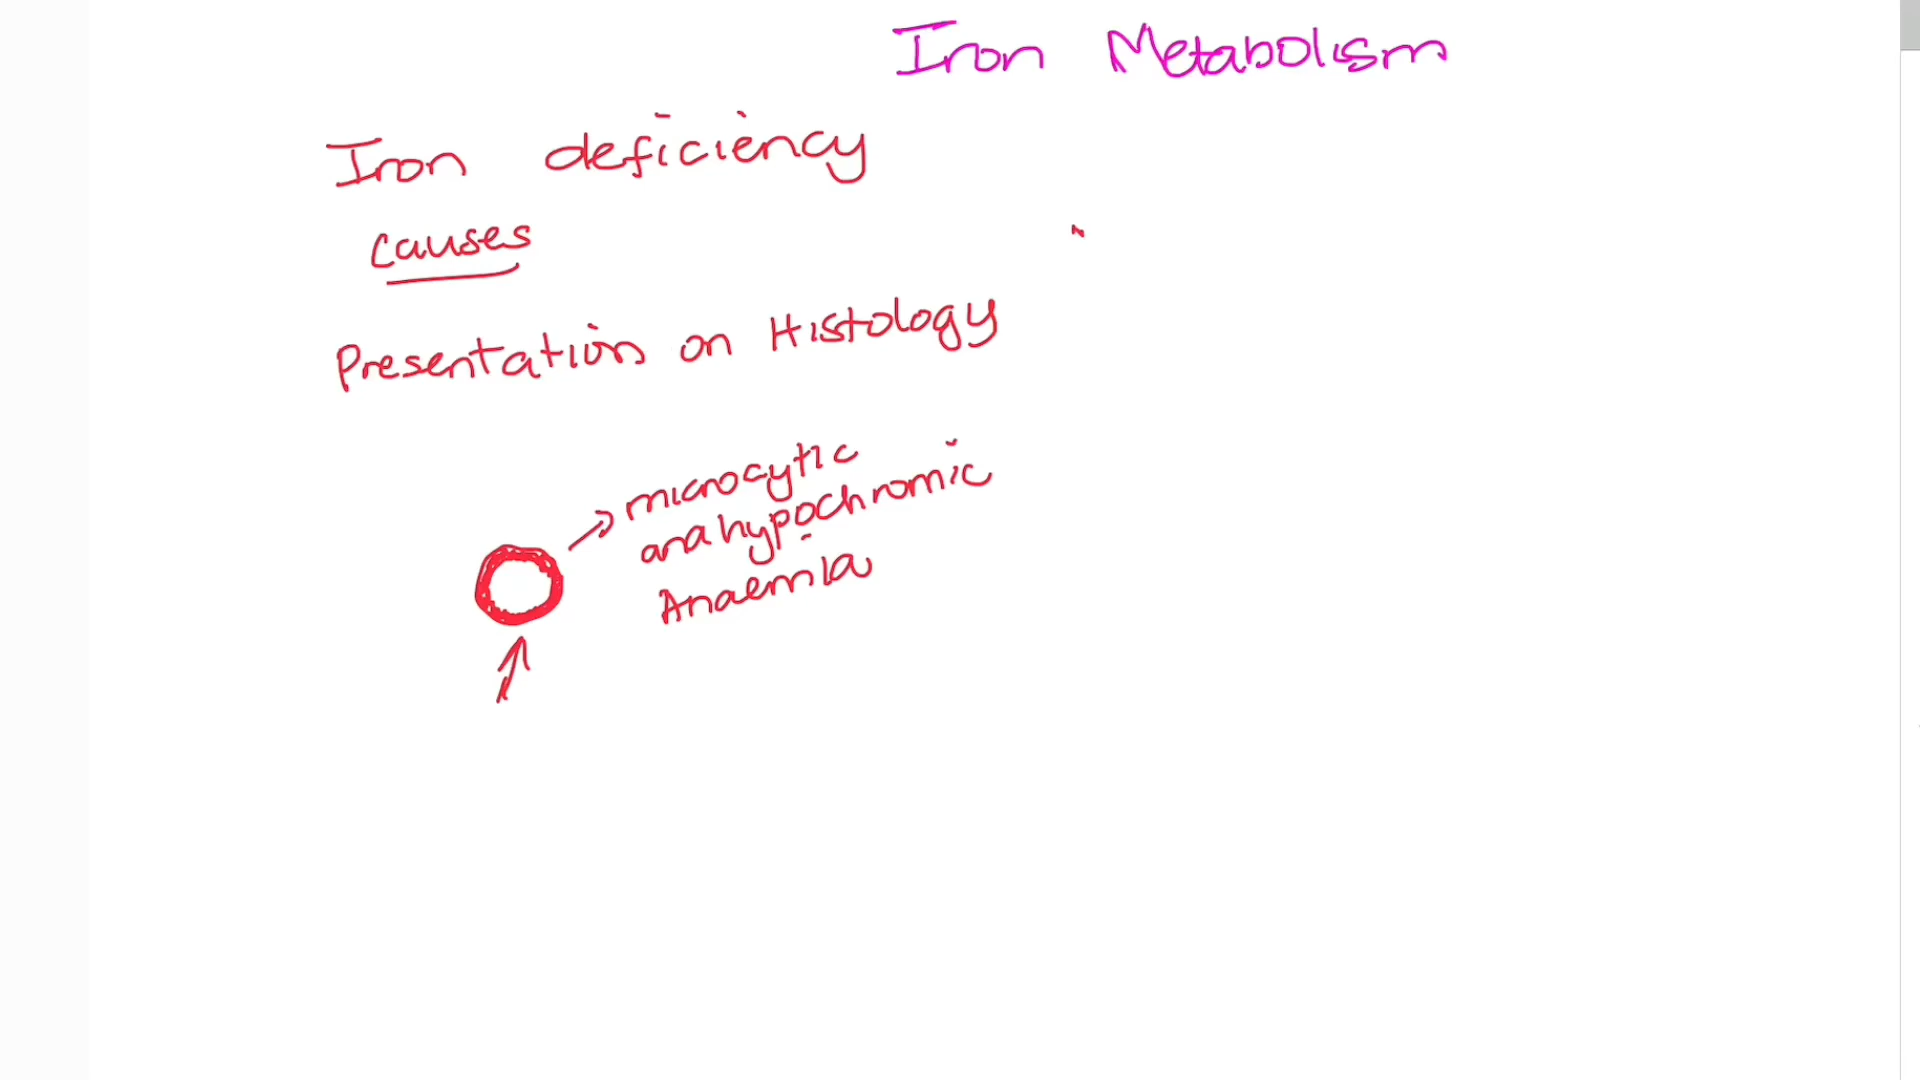 Iron Metabolism
Iron deficiency
causes
Presentation on Histology
microcytic
and hypochromic
Anaemia